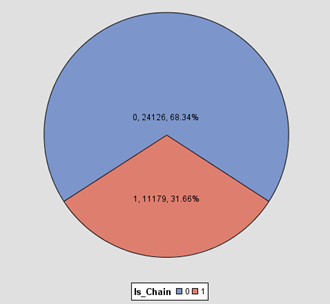 0, 24126, 68.34%
1, 11179, 31.66%
Is_Chain 0 1